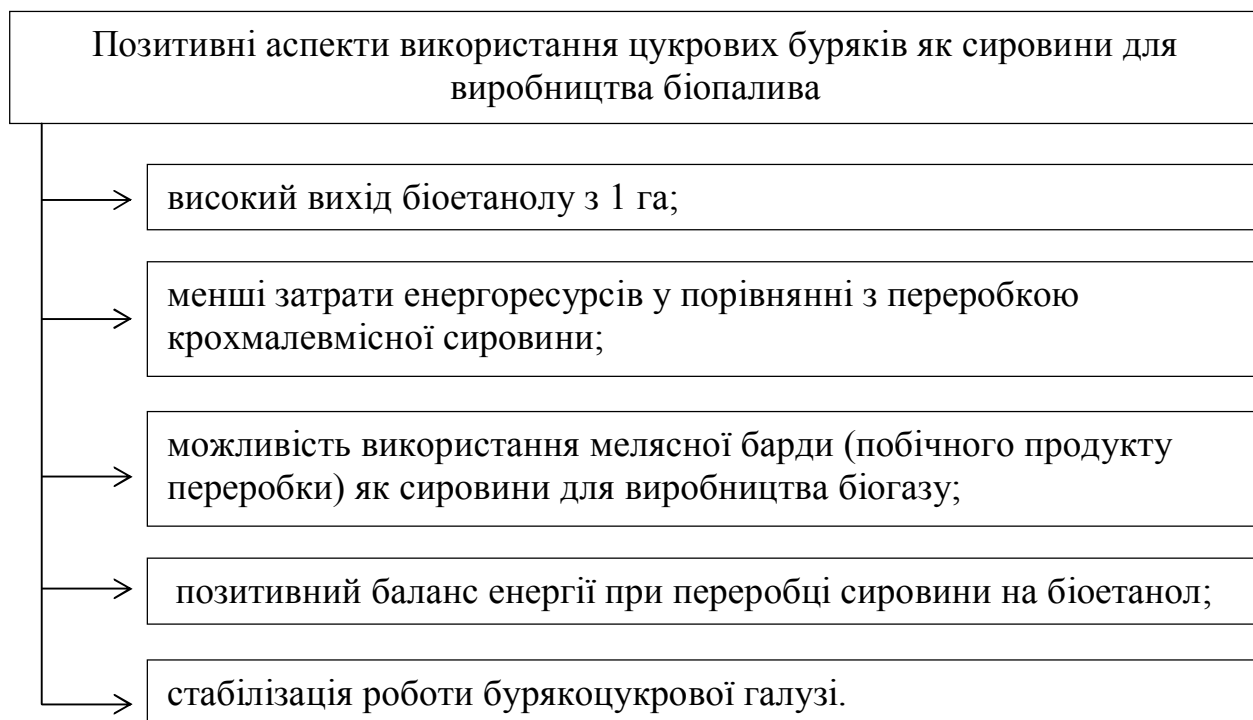 Позитивні аспекти використання цукрових буряків як сировини для
виробництва біопалива
високий вихід біоетанолу з 1 га;
менші затрати енергоресурсів у порівнянні з переробкою
крохмалевмісної сировини;
можливість використання мелясної барди (побічного продукту
переробки) як сировини для виробництва біогазу;
позитивний баланс енергії при переробці сировини на біоетанол;
стабілізація роботи бурякоцукрової галузі.